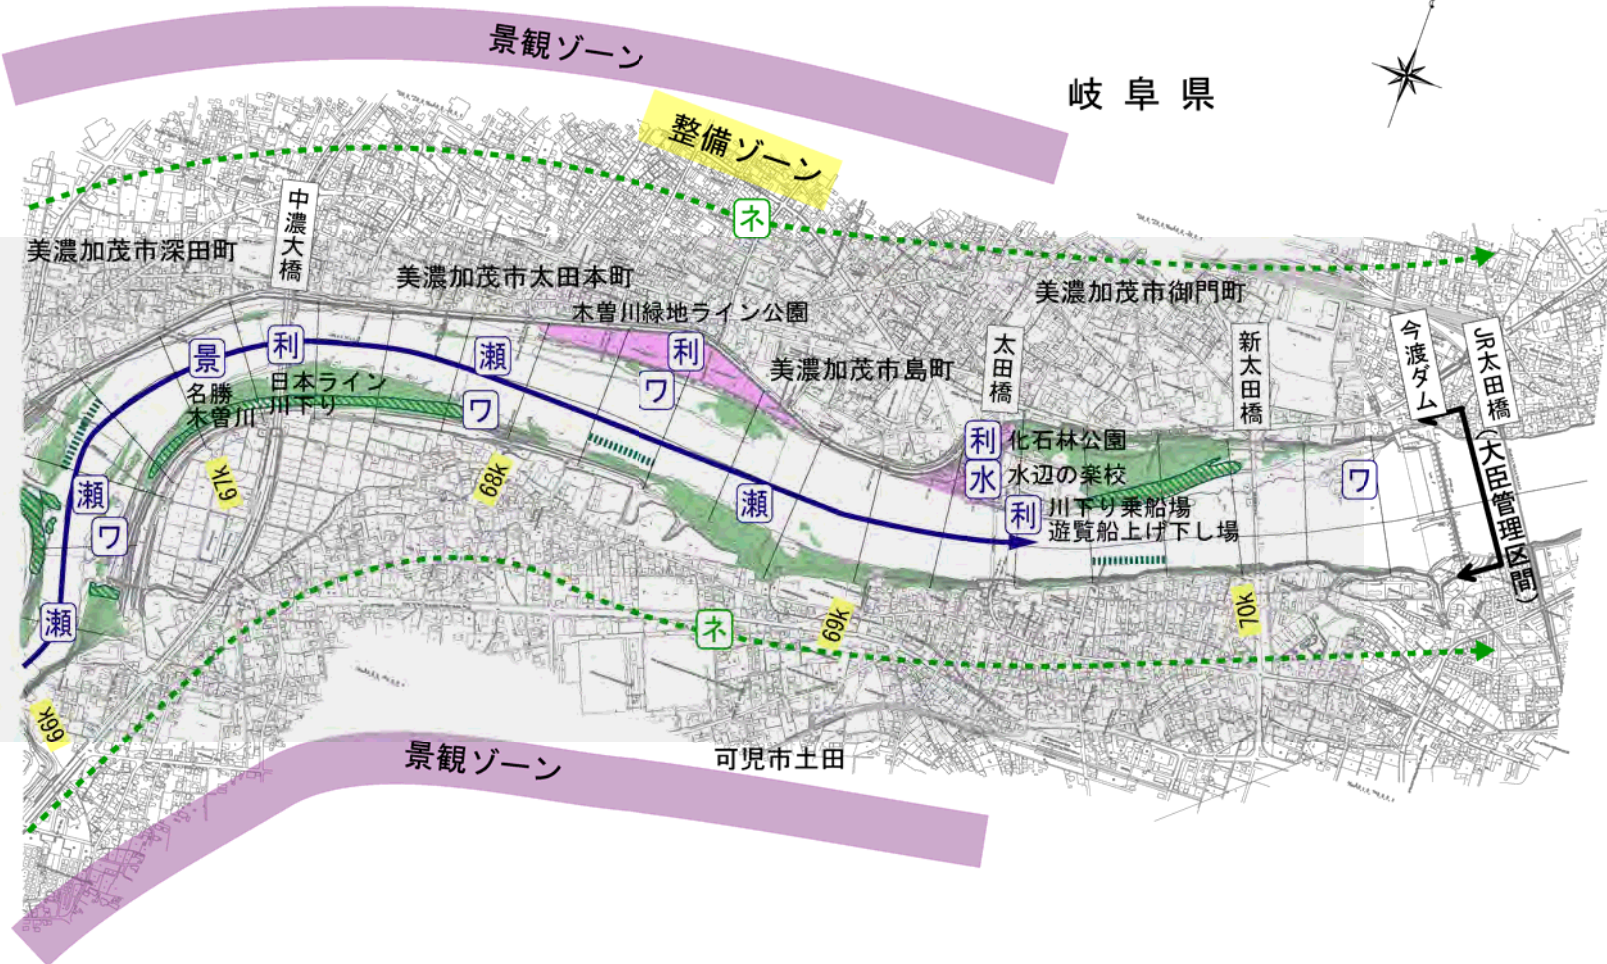 景観ゾーン
岐阜県
整備ゾーン
ネ
中濃大橋
美濃加茂市深田町
美濃加茂市太田本町
美濃加茂市御門町
木曽川緑地ライン公園
今渡ダム
JR太田橋
(大臣管理区間)
太田橋
新太田橋
景
利
瀬
利
ワ
美濃加茂市島町
名勝
木曽川
日本ライン
川下り
ワ
利
化石林公園
水
水辺の楽校
利
川下り乗船場
遊覧船上げ下し場
ワ
67k
68k
瀬
瀬
ワ
瀬
ネ
69k
70k
66k
景観ゾーン
可児市土田